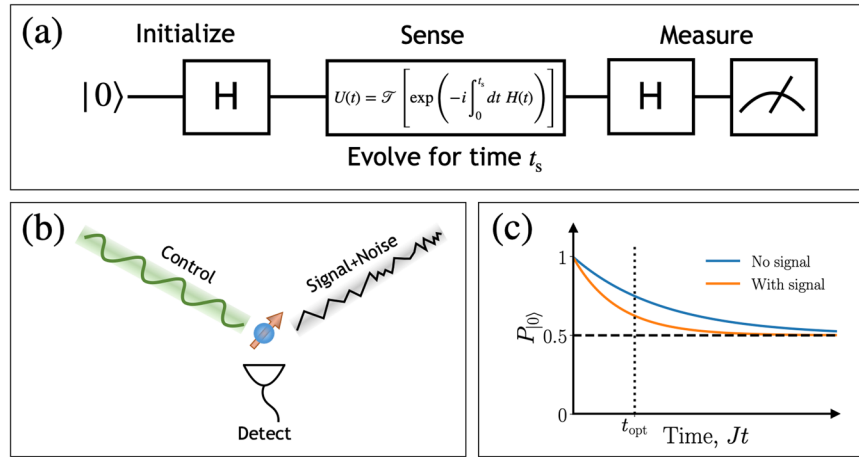 (a)
Initialize Sense Measure
|0⟩ H U(t) = 𝒯 [exp(−i∫₀^{t_s} dt H(t))] H
Evolve for time t_s
(b)
Control
Signal+Noise
Detect
(c)
1
0.5
0
P_{|0⟩}
No signal
With signal
t_opt
Time, Jt